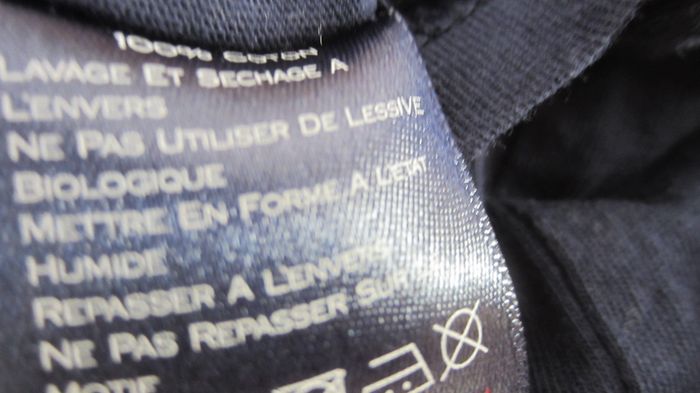 100% COTON
LAVAGE ET SECHAGE A
L'ENVERS
NE PAS UTILISER DE LESSIVE
BIOLOGIQUE
METTRE EN FORME A L'ETAT
HUMIDE
REPASSER A L'ENVERS
NE PAS REPASSER SUR
MOTIF